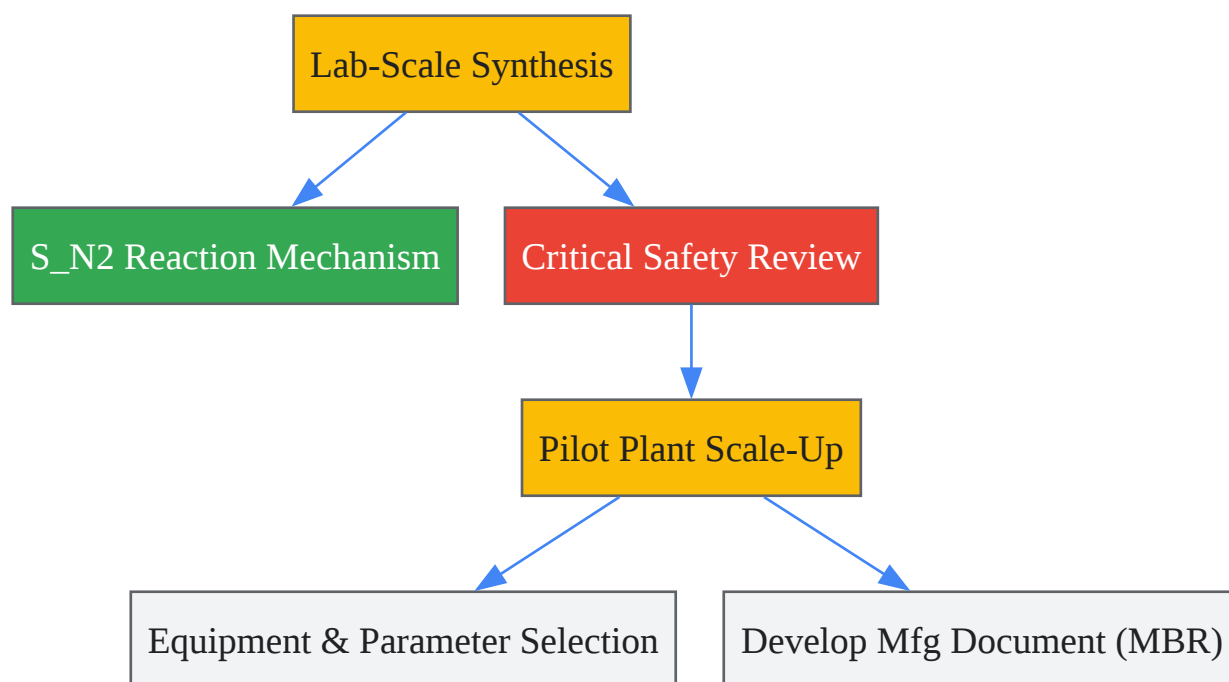 Lab-Scale Synthesis
S_N2 Reaction Mechanism
Critical Safety Review
Pilot Plant Scale-Up
Equipment & Parameter Selection
Develop Mfg Document (MBR)